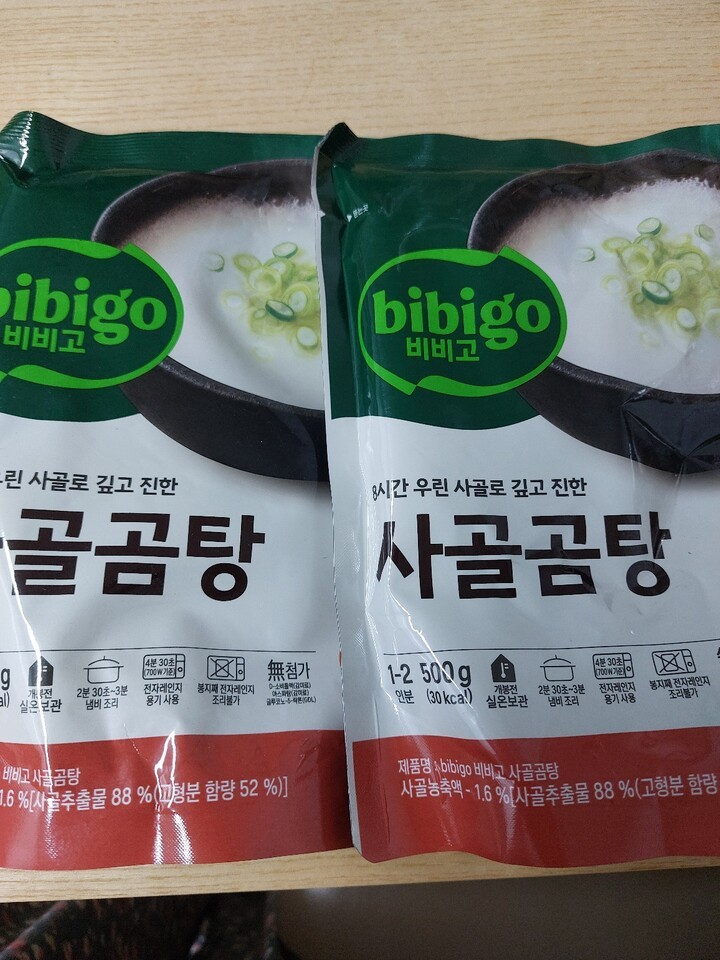 bibigo
비비고
우린 사골로 깊고 진한
골곰탕
g
개봉전
실온보관
2분 30초~3분
냄비 조리
4분 30초
(700W기준)
전자레인지
용기 사용
봉지째 전자레인지
조리불가
無첨가
비비고 사골곰탕
1.6 %[사골추출물 88 %(고형분 함량 52 %)]
bibigo
비비고
8시간 우린 사골로 깊고 진한
사골곰탕
1-2 500g
인분 (30 kcal)
개봉전
실온보관
2분 30초~3분
냄비 조리
4분 30초
(700W기준)
전자레인지
용기 사용
봉지째 전자레인지
조리불가
제품명 : bibigo 비비고 사골곰탕
사골농축액 - 1.6 %[사골추출물 88 %(고형분 함량